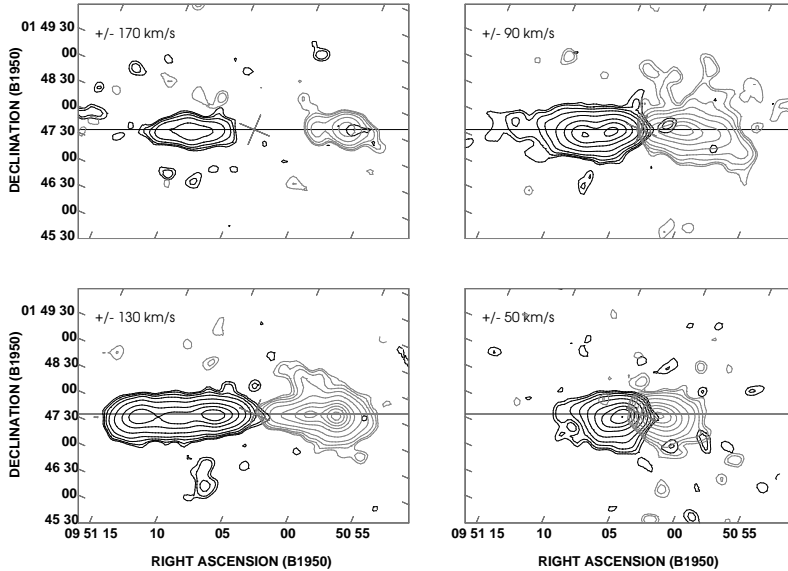 +/- 170 km/s
+/- 90 km/s
DECLINATION (B1950)
01 49 30
00
48 30
00
47 30
00
46 30
00
45 30
+/- 130 km/s
+/- 50 km/s
DECLINATION (B1950)
01 49 30
00
48 30
00
47 30
00
46 30
00
45 30
09 51 15
10
05
00
50 55
09 51 15
10
05
00
50 55
RIGHT ASCENSION (B1950)
RIGHT ASCENSION (B1950)